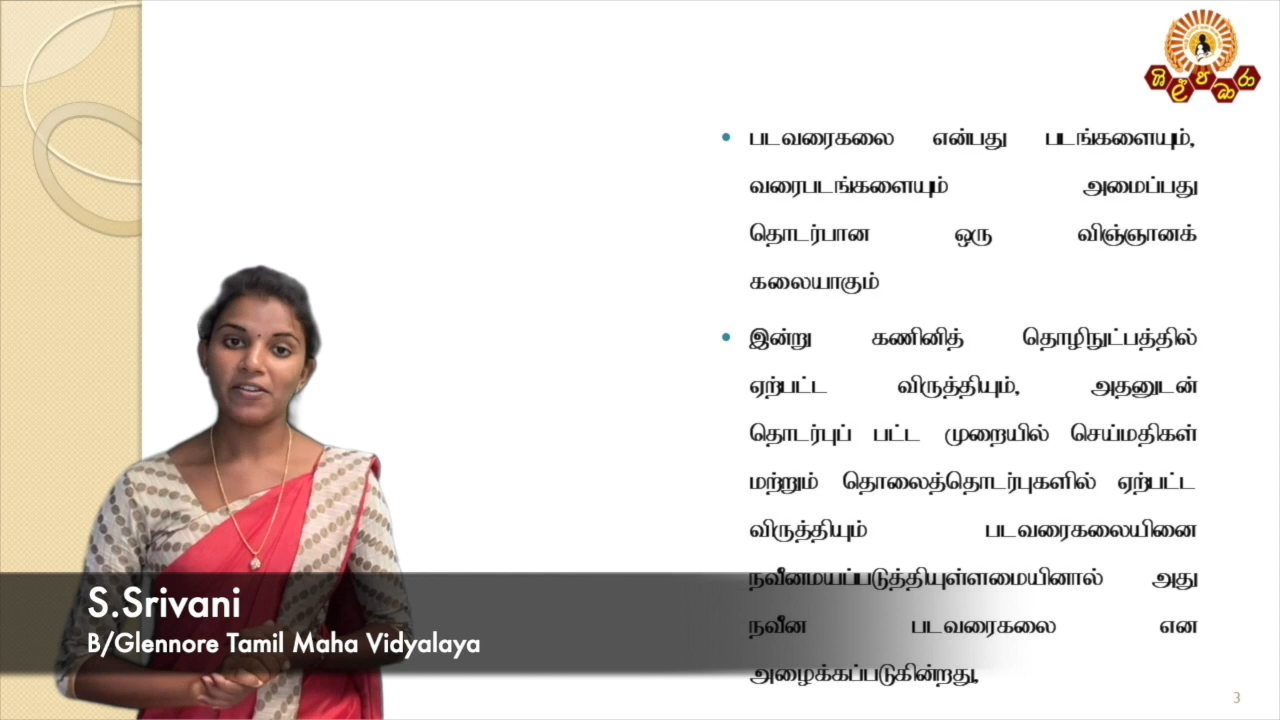 ශිල්පධාරා
படவரைகலை என்பது படங்களையும்,
வரைபடங்களையும் அமைப்பது
தொடர்பான ஒரு விஞ்ஞானக்
கலையாகும்
இன்று கணினித் தொழிநுட்பத்தில்
ஏற்பட்ட விருத்தியும், அதனுடன்
தொடர்புப் பட்ட முறையில் செய்மதிகள்
மற்றும் தொலைத்தொடர்புகளில் ஏற்பட்ட
விருத்தியும் படவரைகலையினை
நவீனமயப்படுத்தியுள்ளமையினால் அது
நவீன படவரைகலை என
அழைக்கப்படுகின்றது,
S.Srivani
B/Glennore Tamil Maha Vidyalaya
3